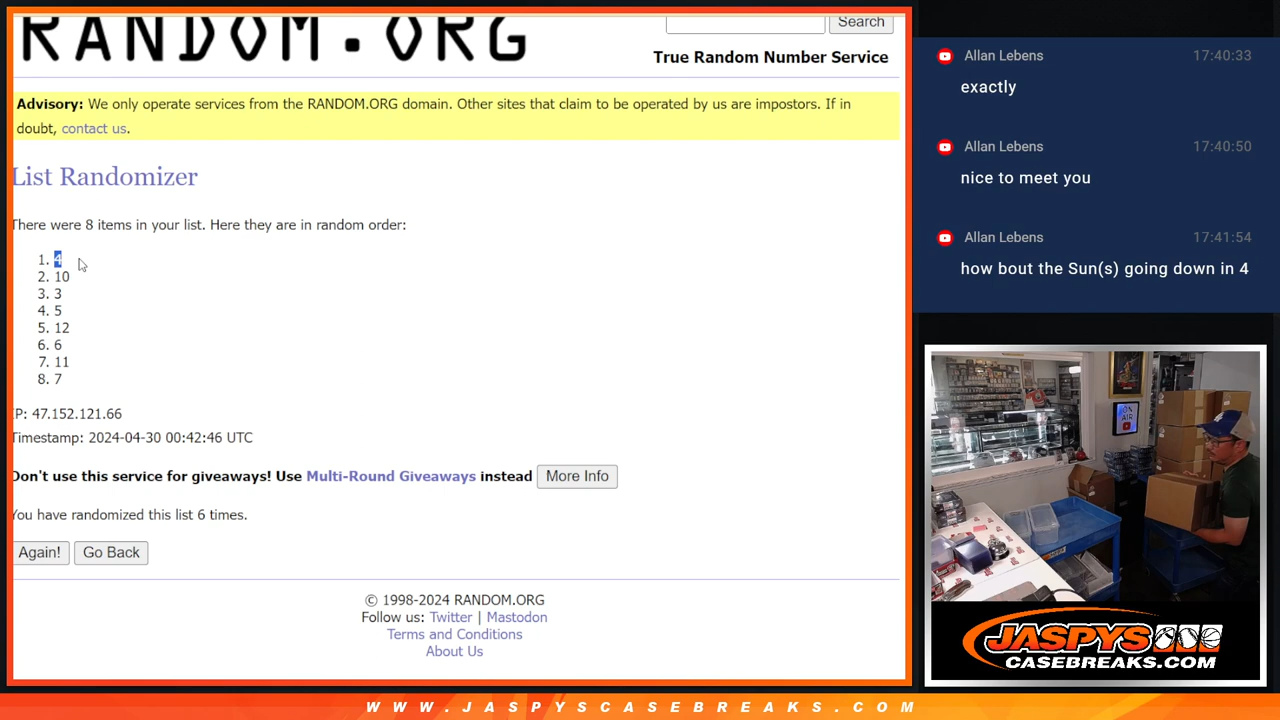 RANDOM.ORG
Search
True Random Number Service
Advisory: We only operate services from the RANDOM.ORG domain. Other sites that claim to be operated by us are impostors. If in
doubt, contact us.
List Randomizer
There were 8 items in your list. Here they are in random order:
1. 4
2. 10
3. 3
4. 5
5. 12
6. 6
7. 11
8. 7
IP: 47.152.121.66
Timestamp: 2024-04-30 00:42:46 UTC
Don't use this service for giveaways! Use Multi-Round Giveaways instead More Info
You have randomized this list 6 times.
Again! Go Back
© 1998-2024 RANDOM.ORG
Follow us: Twitter | Mastodon
Terms and Conditions
About Us
Allan Lebens 17:40:33
exactly
Allan Lebens 17:40:50
nice to meet you
Allan Lebens 17:41:54
how bout the Sun(s) going down in 4
ON
AIR
JASPYS
CASEBREAKS.COM
WWW.JASPYSCASEBREAKS.COM